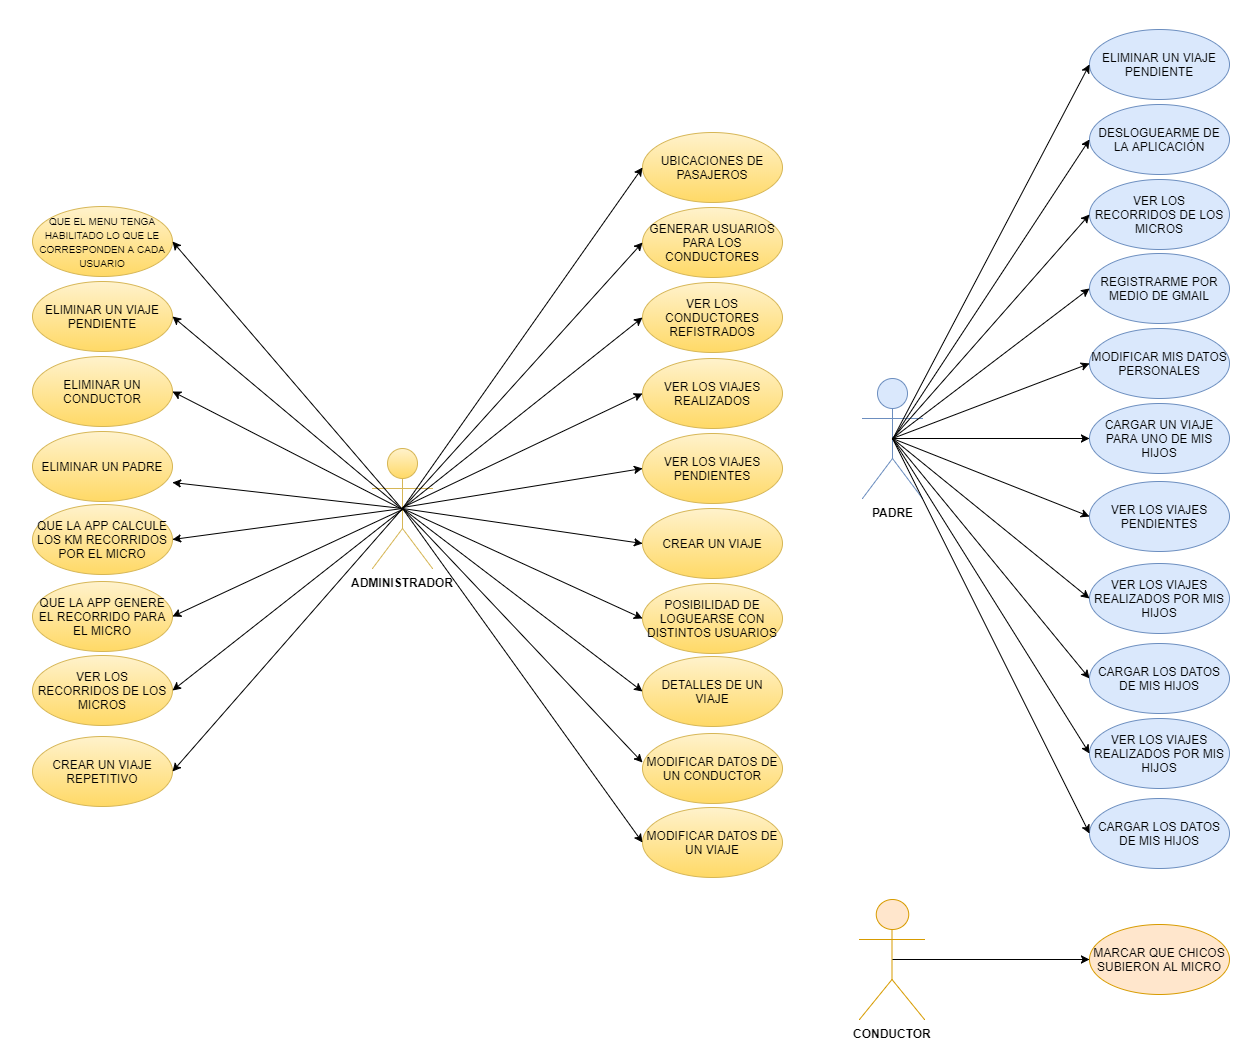 QUE EL MENU TENGA
HABILITADO LO QUE LE
CORRESPONDEN A CADA
USUARIO
ELIMINAR UN VIAJE
PENDIENTE
ELIMINAR UN
CONDUCTOR
ELIMINAR UN PADRE
QUE LA APP CALCULE
LOS KM RECORRIDOS
POR EL MICRO
QUE LA APP GENERE
EL RECORRIDO PARA
EL MICRO
VER LOS
RECORRIDOS DE LOS
MICROS
CREAR UN VIAJE
REPETITIVO
ADMINISTRADOR
UBICACIONES DE
PASAJEROS
GENERAR USUARIOS
PARA LOS
CONDUCTORES
VER LOS
CONDUCTORES
REFISTRADOS
VER LOS VIAJES
REALIZADOS
VER LOS VIAJES
PENDIENTES
CREAR UN VIAJE
POSIBILIDAD DE
LOGUEARSE CON
DISTINTOS USUARIOS
DETALLES DE UN
VIAJE
MODIFICAR DATOS DE
UN CONDUCTOR
MODIFICAR DATOS DE
UN VIAJE
PADRE
ELIMINAR UN VIAJE
PENDIENTE
DESLOGUEARME DE
LA APLICACIÓN
VER LOS
RECORRIDOS DE LOS
MICROS
REGISTRARME POR
MEDIO DE GMAIL
MODIFICAR MIS DATOS
PERSONALES
CARGAR UN VIAJE
PARA UNO DE MIS
HIJOS
VER LOS VIAJES
PENDIENTES
VER LOS VIAJES
REALIZADOS POR MIS
HIJOS
CARGAR LOS DATOS
DE MIS HIJOS
VER LOS VIAJES
REALIZADOS POR MIS
HIJOS
CARGAR LOS DATOS
DE MIS HIJOS
CONDUCTOR
MARCAR QUE CHICOS
SUBIERON AL MICRO